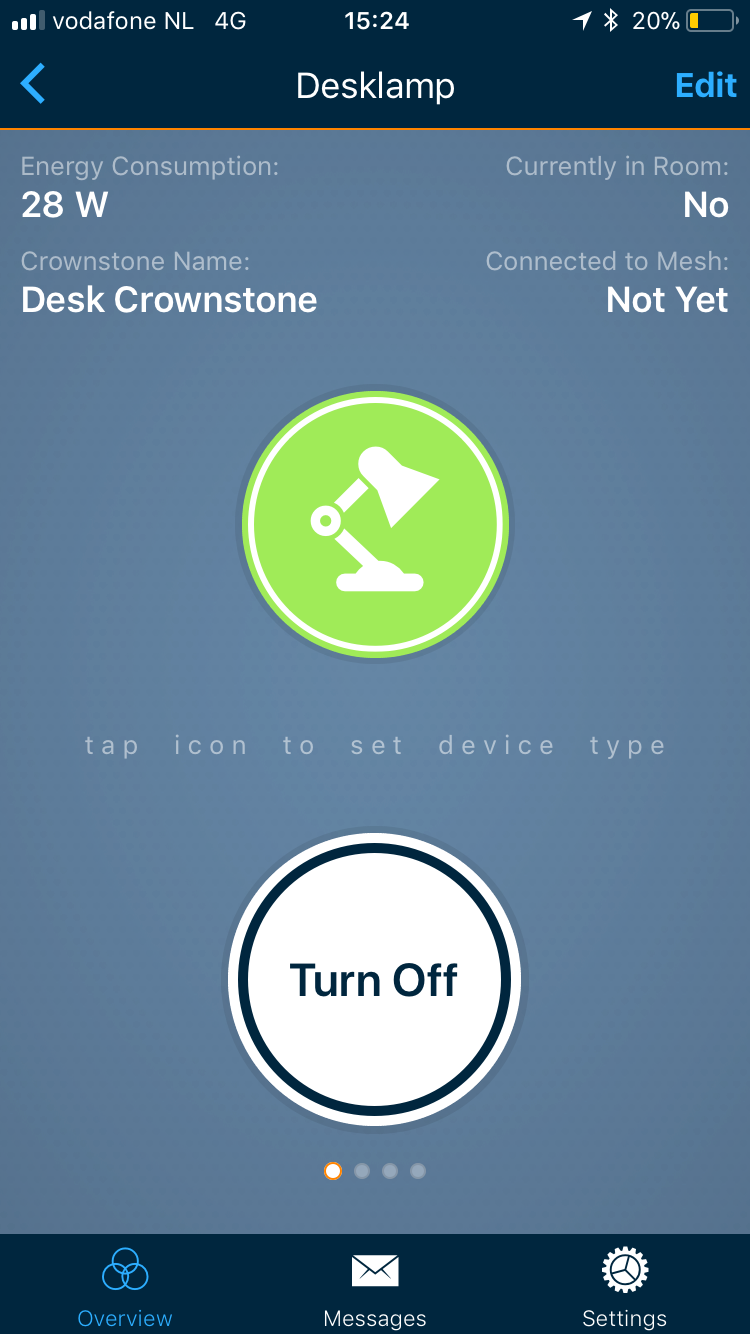 vodafone NL 4G 15:24 20%
Desklamp Edit
Energy Consumption: Currently in Room:
28 W No
Crownstone Name: Connected to Mesh:
Desk Crownstone Not Yet
tap icon to set device type
Turn Off
Overview Messages Settings